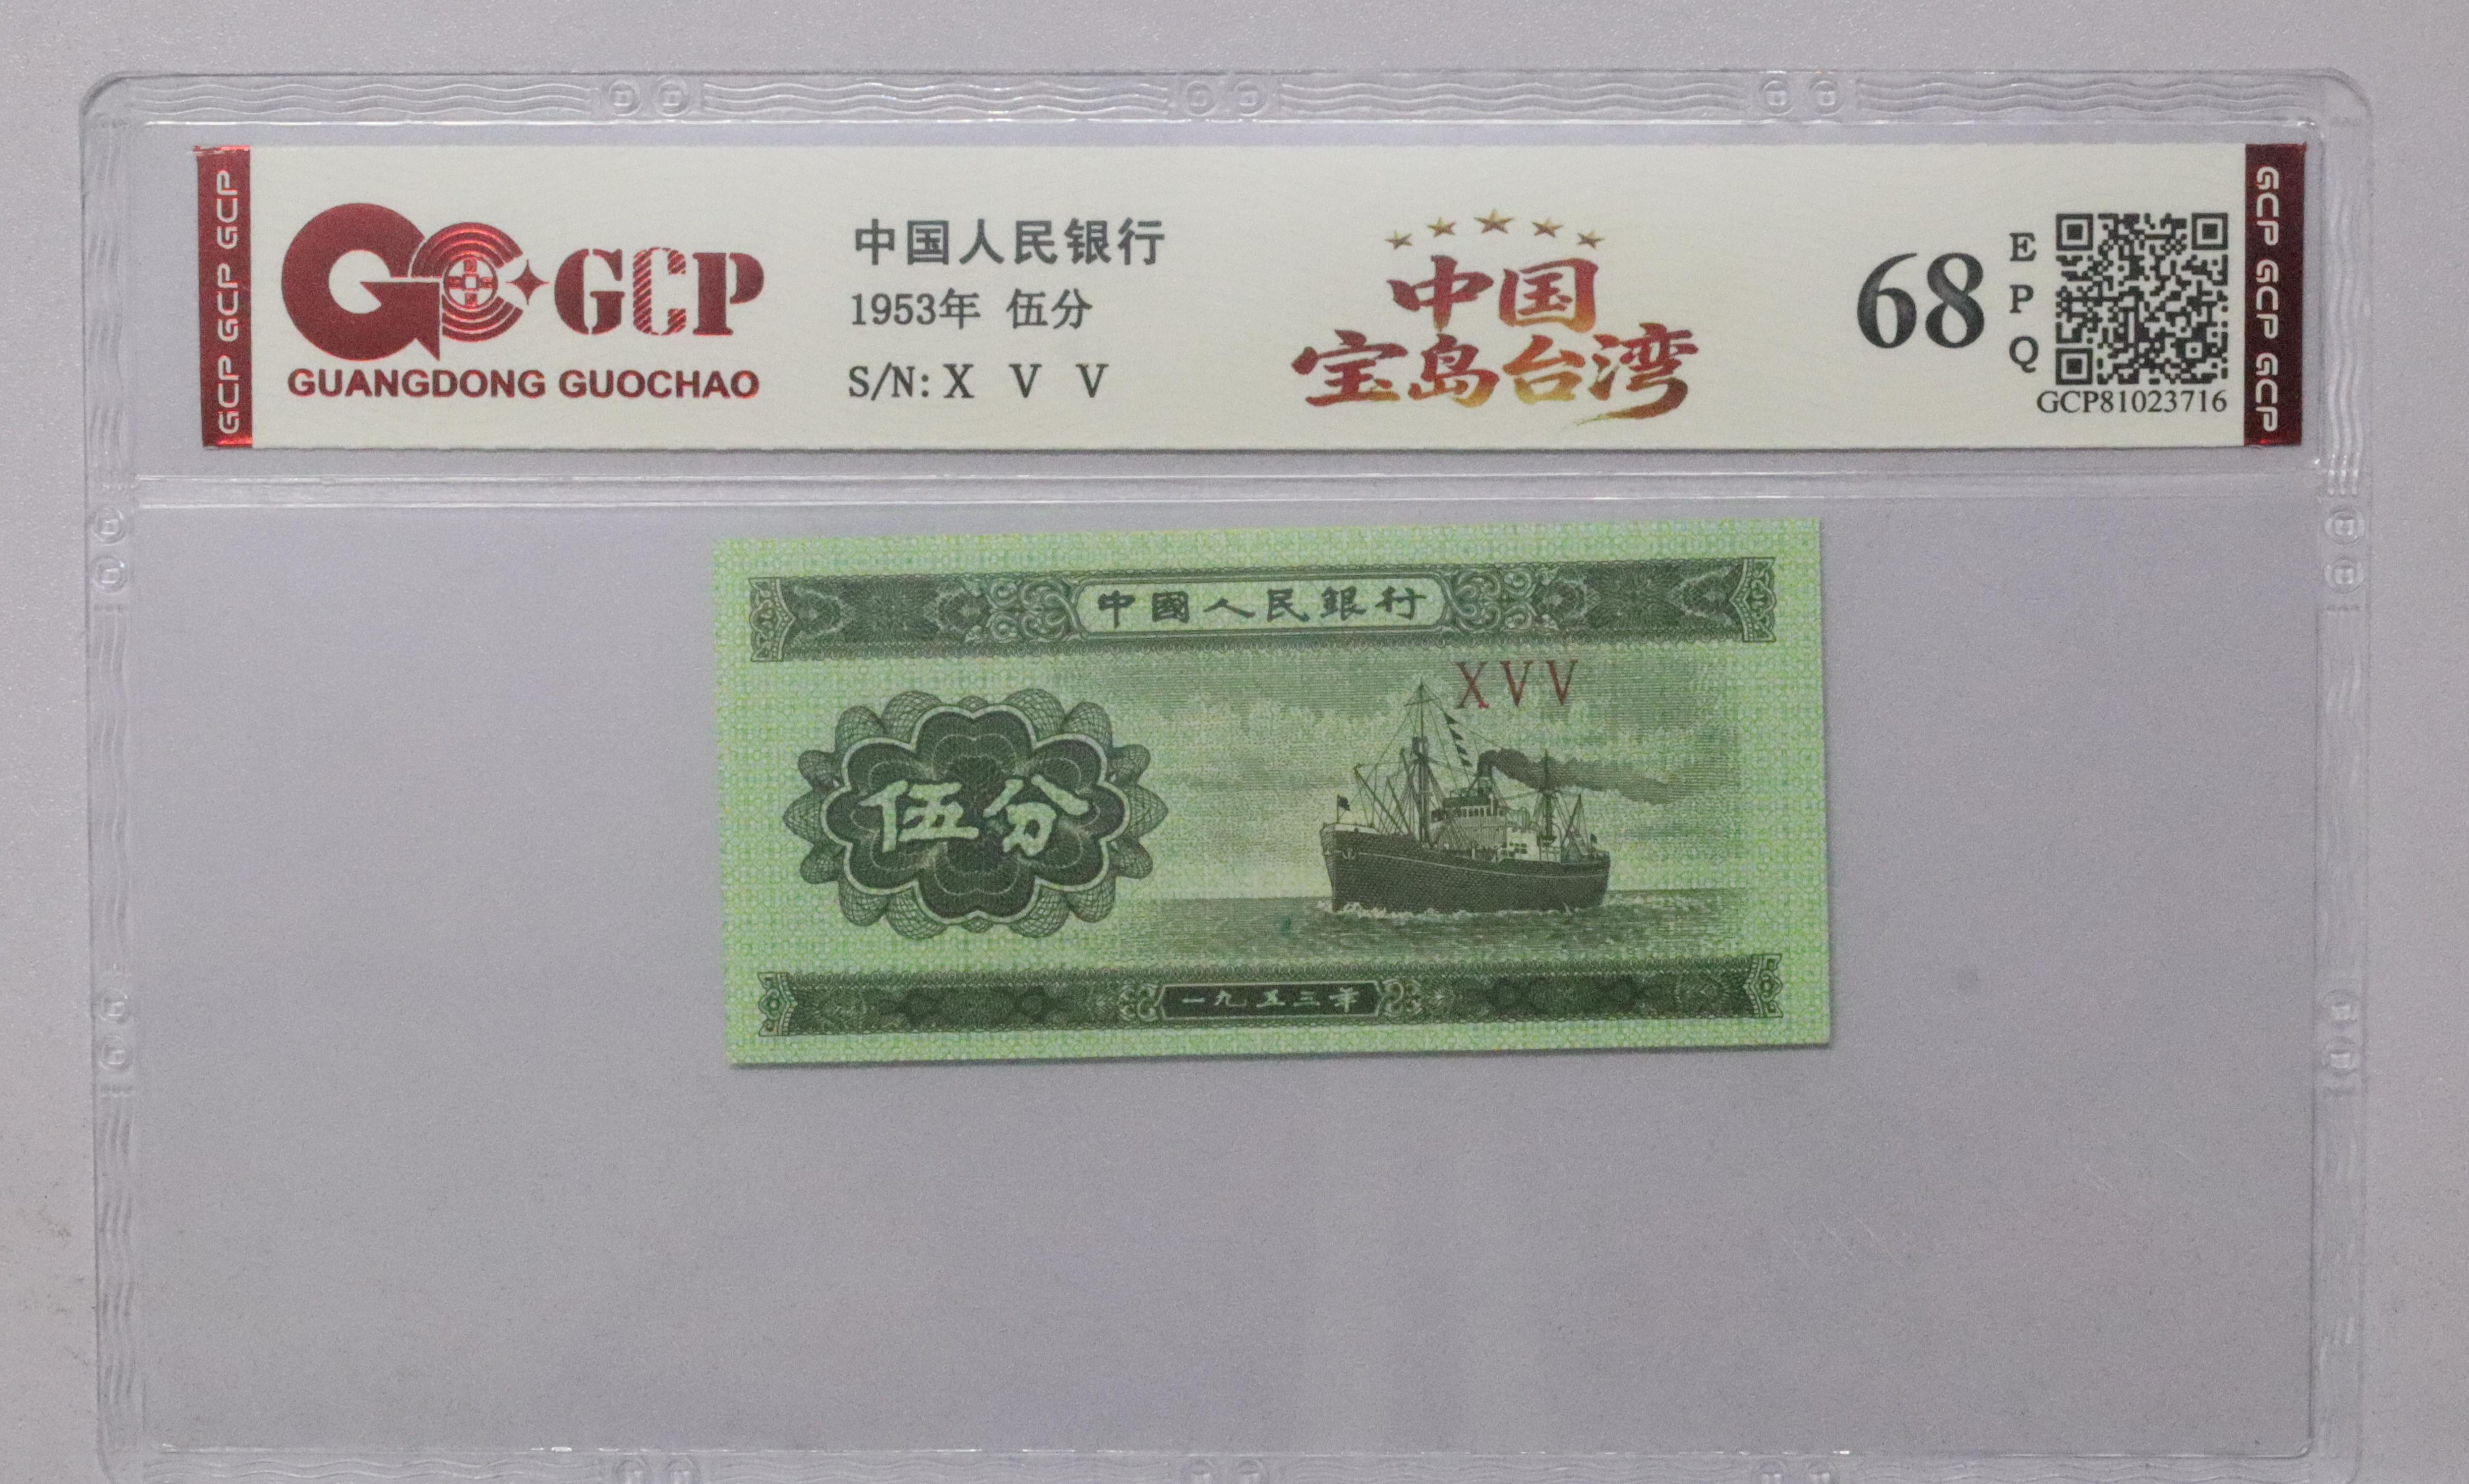 GCP GCP GCP
GCP
GUANGDONG GUOCHAO
中国人民银行
1953年 伍分
S/N: X V V
中国
宝岛台湾
68
EPQ
GCP81023716
GCP GCP GCP
中國人民銀行
XVV
伍分
一九五三年